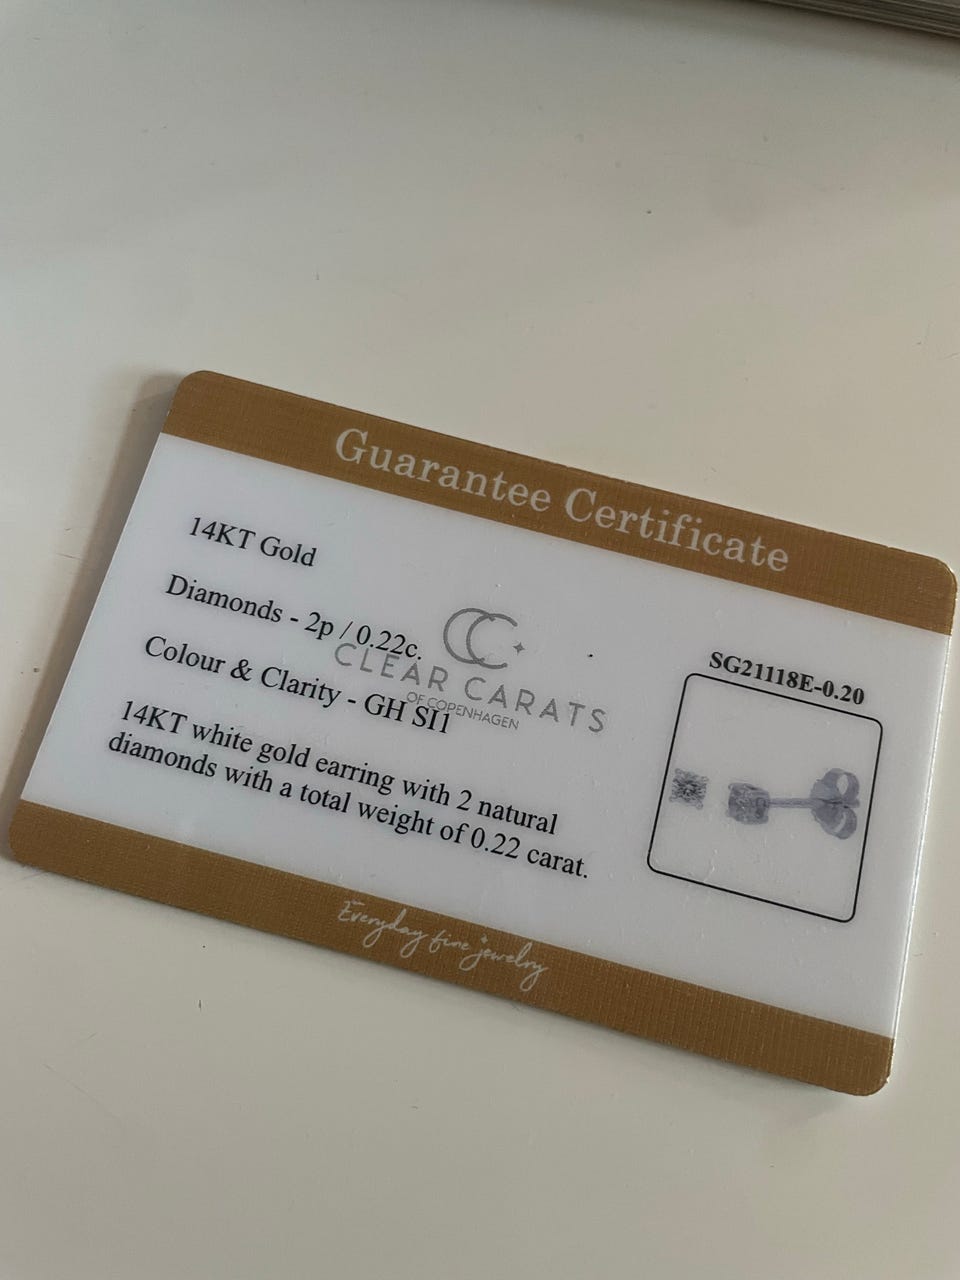 Guarantee Certificate
14KT Gold
Diamonds - 2p / 0.22c.
Colour & Clarity - GH SI1
14KT white gold earring with 2 natural
diamonds with a total weight of 0.22 carat.
CC
CLEAR CARATS
OF COPENHAGEN
SG21118E-0.20
Everyday fine jewelry